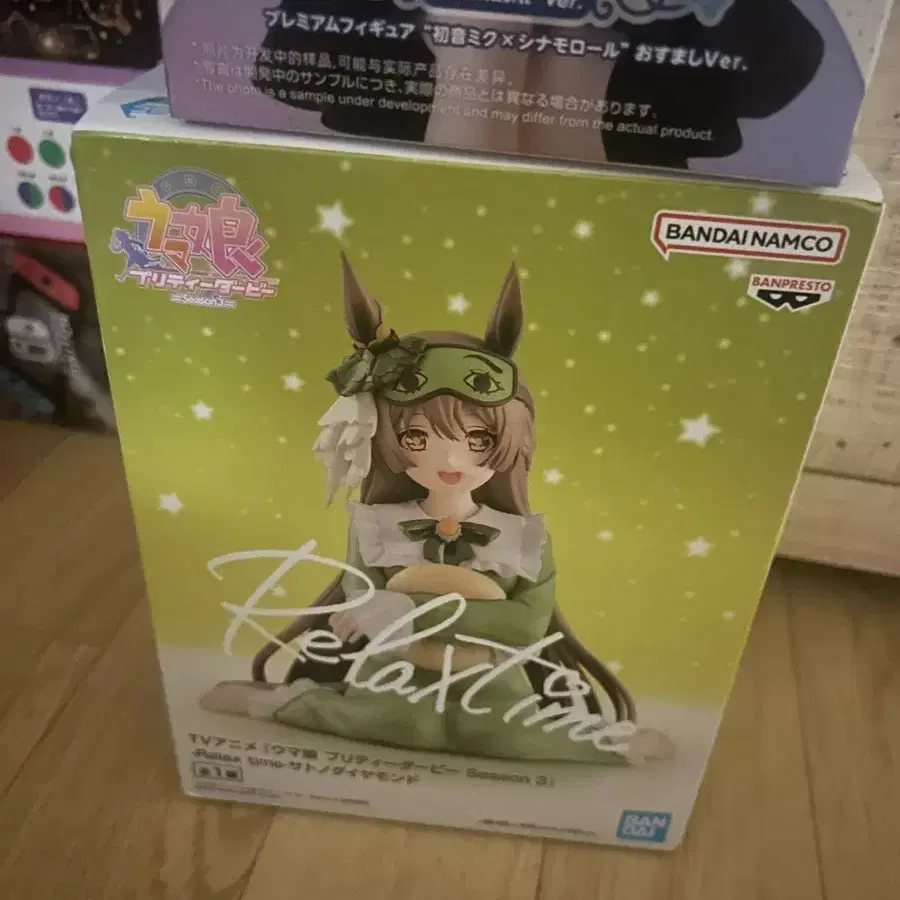 Ver.
プレミアムフィギュア “初音ミク×シナモロール” おすましVer.
*照片为开发中的样品,可能与实际产品存在差异。
*写真は開発中のサンプルにつき、実際の商品とは異なる場合があります。
*The photo is a sample under development and may differ from the actual product.
ウマ娘
プリティーダービー
Season3
BANDAI NAMCO
BANPRESTO
Relax time
TVアニメ『ウマ娘 プリティーダービー Season 3』
-Relax time-サトノダイヤモンド
全1種
BAN
DAI